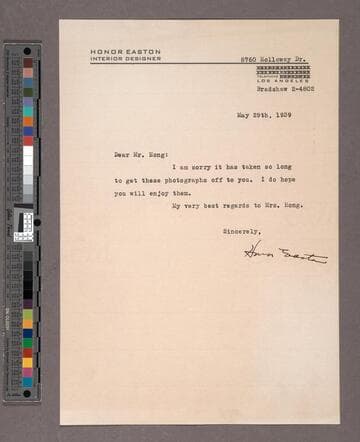 HONOR EASTON
INTERIOR DESIGNER
8760 Holloway Dr.
LOS ANGELES
Bradshaw 2-4802
May 29th, 1939
Dear Mr. Hong:
I am sorry it has taken so long
to get these photographs off to you. I do hope
you will enjoy them.
My very best regards to Mrs. Hong.
Sincerely,
Honor Easton